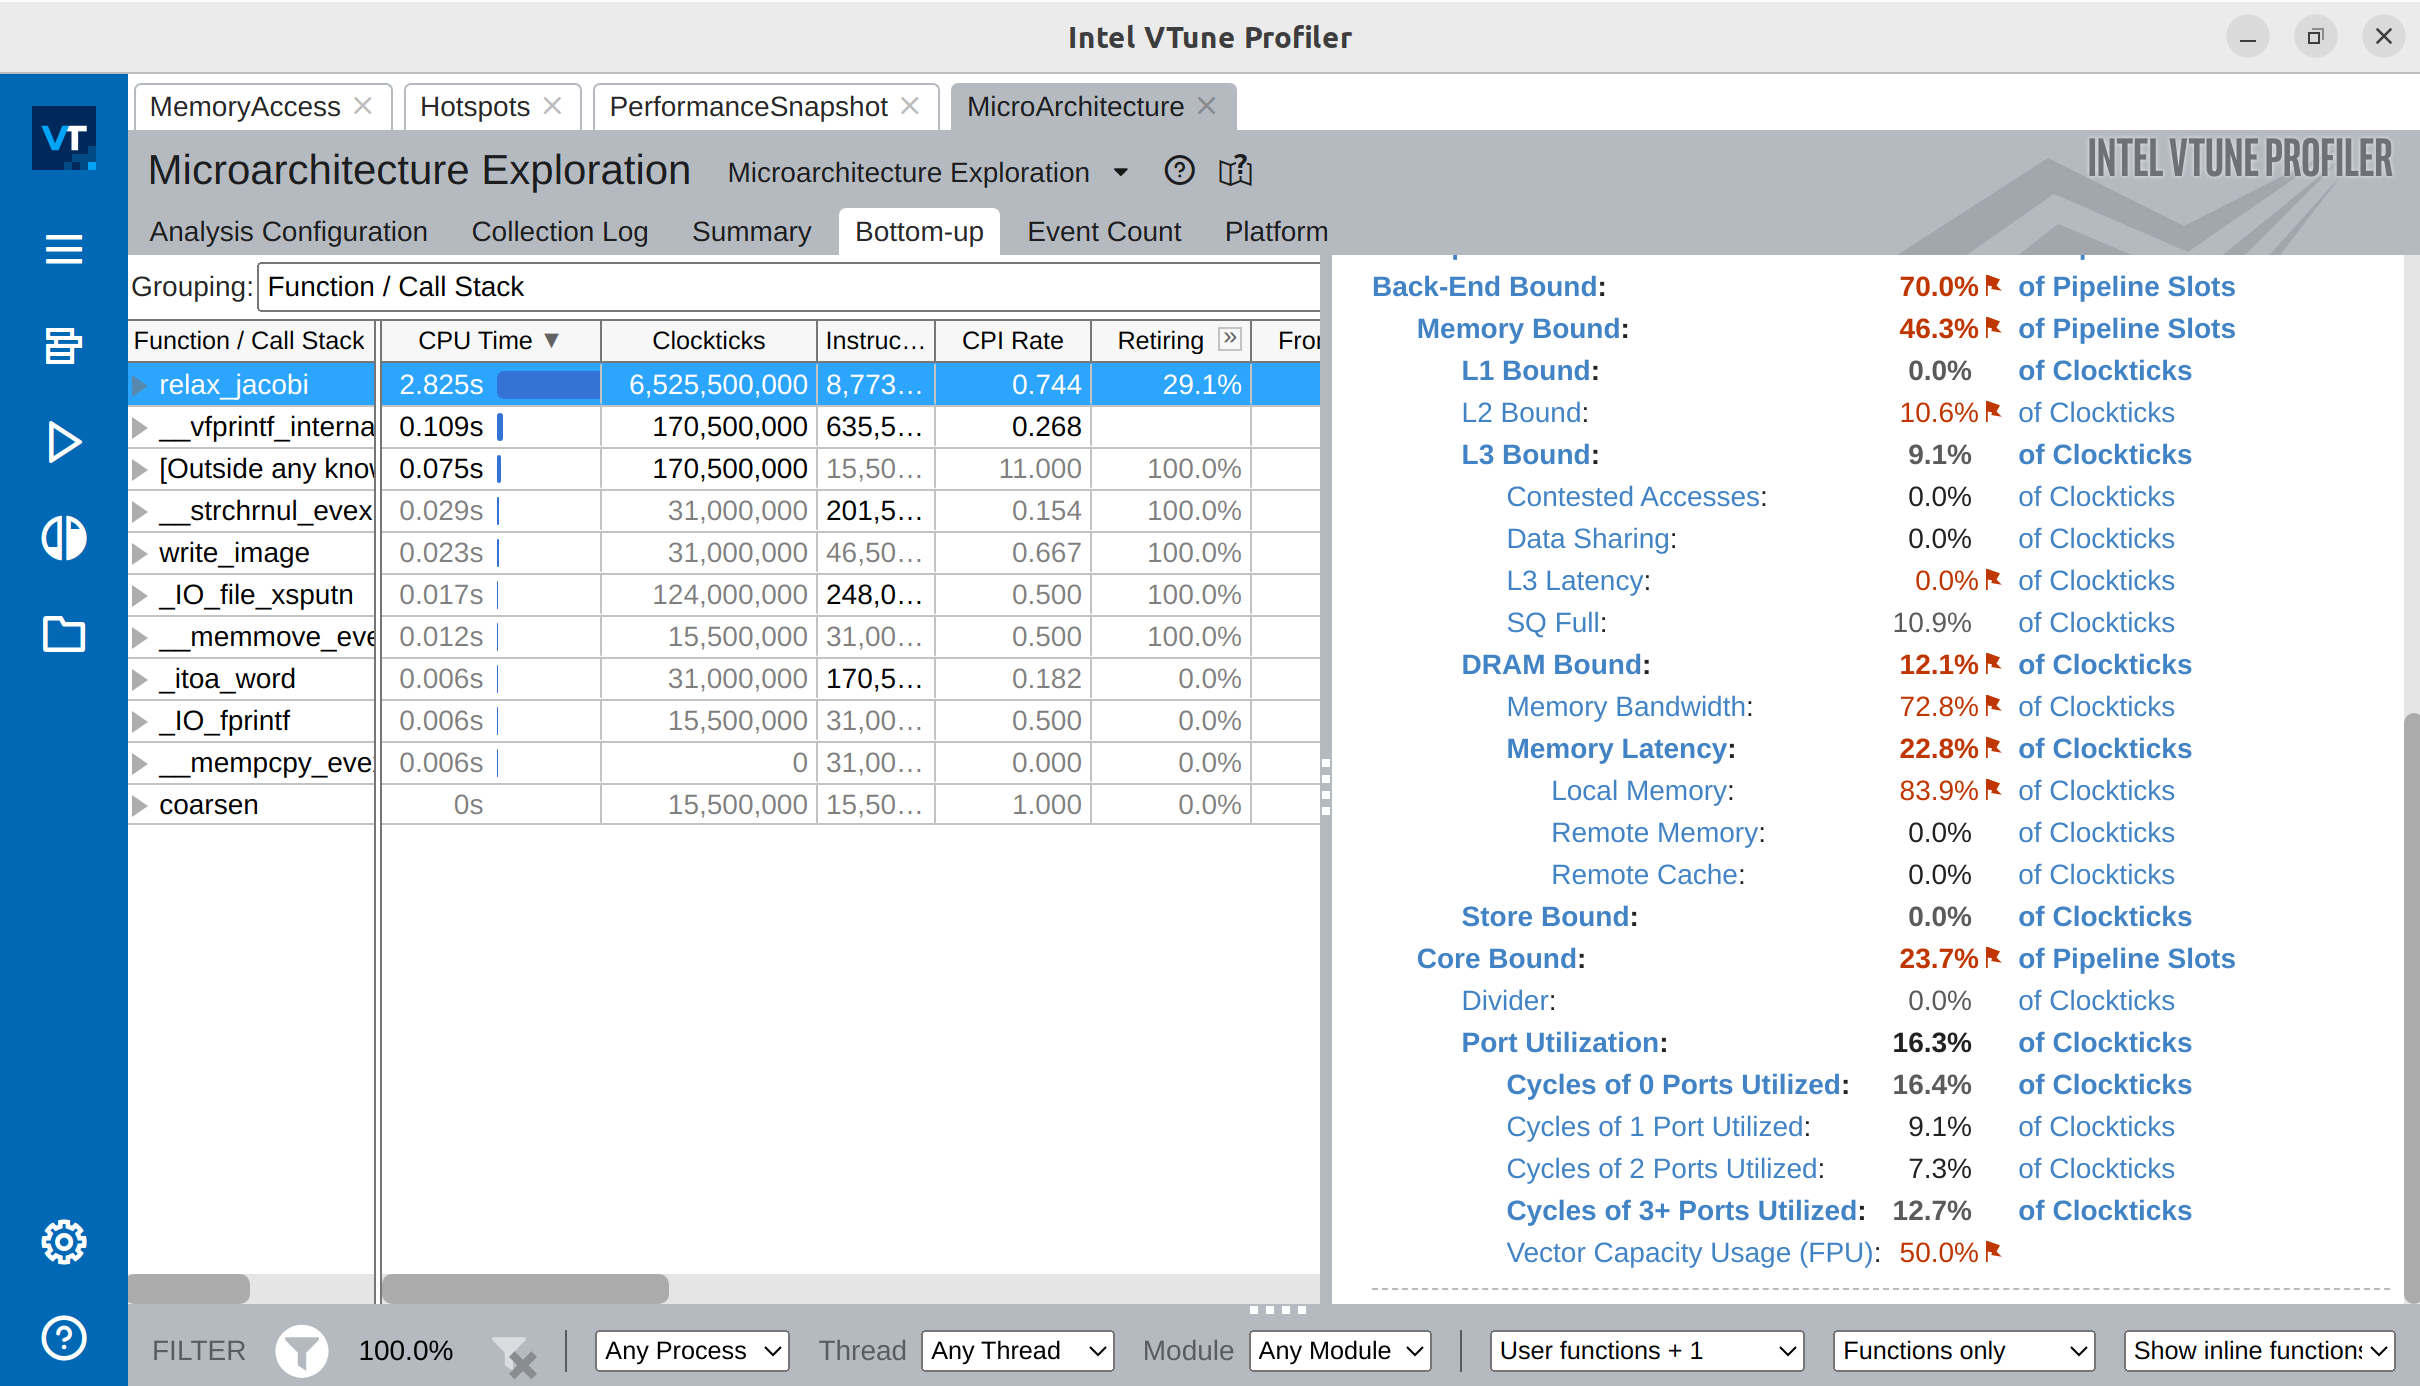 Intel VTune Profiler
MemoryAccess Hotspots PerformanceSnapshot MicroArchitecture
VT
Microarchitecture Exploration Microarchitecture Exploration
INTEL VTUNE PROFILER
Analysis Configuration Collection Log Summary Bottom-up Event Count Platform
Grouping: Function / Call Stack
Function / Call Stack CPU Time ▼ Clockticks Instruc… CPI Rate Retiring » Fror
relax_jacobi 2.825s 6,525,500,000 8,773… 0.744 29.1%
__vfprintf_interna 0.109s 170,500,000 635,5… 0.268
[Outside any know 0.075s 170,500,000 15,50… 11.000 100.0%
__strchrnul_evex 0.029s 31,000,000 201,5… 0.154 100.0%
write_image 0.023s 31,000,000 46,50… 0.667 100.0%
_IO_file_xsputn 0.017s 124,000,000 248,0… 0.500 100.0%
__memmove_eve 0.012s 15,500,000 31,00… 0.500 100.0%
_itoa_word 0.006s 31,000,000 170,5… 0.182 0.0%
_IO_fprintf 0.006s 15,500,000 31,00… 0.500 0.0%
__mempcpy_eve 0.006s 0 31,00… 0.000 0.0%
coarsen 0s 15,500,000 15,50… 1.000 0.0%
Back-End Bound: 70.0% of Pipeline Slots
Memory Bound: 46.3% of Pipeline Slots
L1 Bound: 0.0% of Clockticks
L2 Bound: 10.6% of Clockticks
L3 Bound: 9.1% of Clockticks
Contested Accesses: 0.0% of Clockticks
Data Sharing: 0.0% of Clockticks
L3 Latency: 0.0% of Clockticks
SQ Full: 10.9% of Clockticks
DRAM Bound: 12.1% of Clockticks
Memory Bandwidth: 72.8% of Clockticks
Memory Latency: 22.8% of Clockticks
Local Memory: 83.9% of Clockticks
Remote Memory: 0.0% of Clockticks
Remote Cache: 0.0% of Clockticks
Store Bound: 0.0% of Clockticks
Core Bound: 23.7% of Pipeline Slots
Divider: 0.0% of Clockticks
Port Utilization: 16.3% of Clockticks
Cycles of 0 Ports Utilized: 16.4% of Clockticks
Cycles of 1 Port Utilized: 9.1% of Clockticks
Cycles of 2 Ports Utilized: 7.3% of Clockticks
Cycles of 3+ Ports Utilized: 12.7% of Clockticks
Vector Capacity Usage (FPU): 50.0%
FILTER 100.0% Any Process Thread Any Thread Module Any Module User functions + 1 Functions only Show inline functions